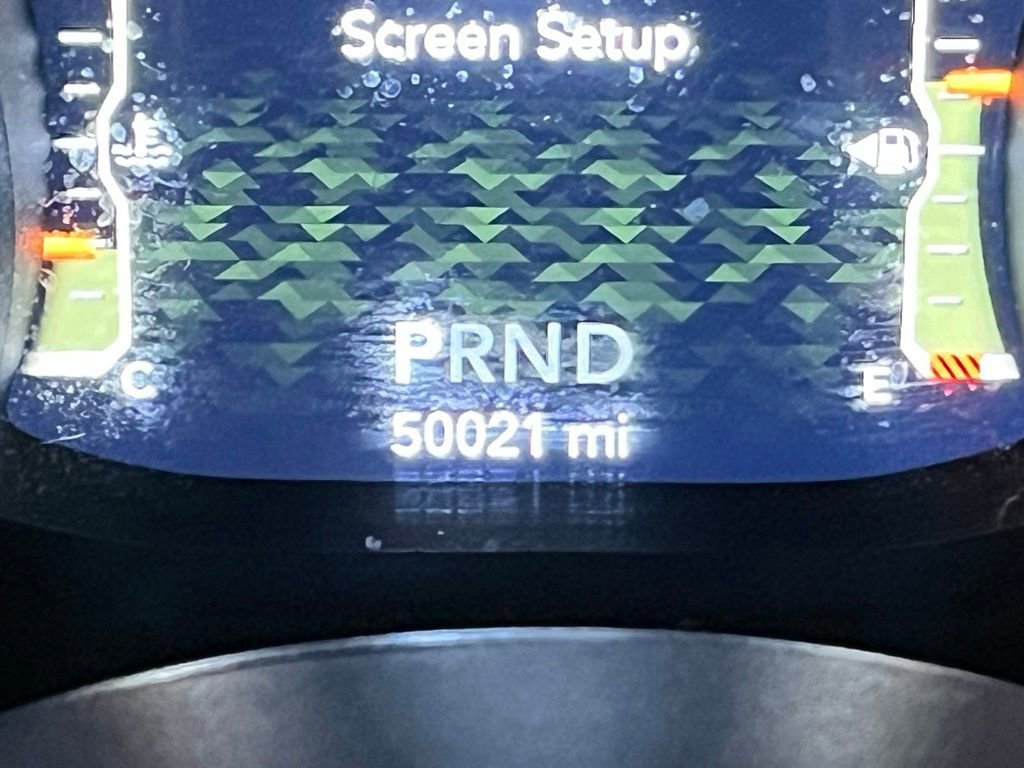 Screen Setup
PRND
C
E
50021 mi